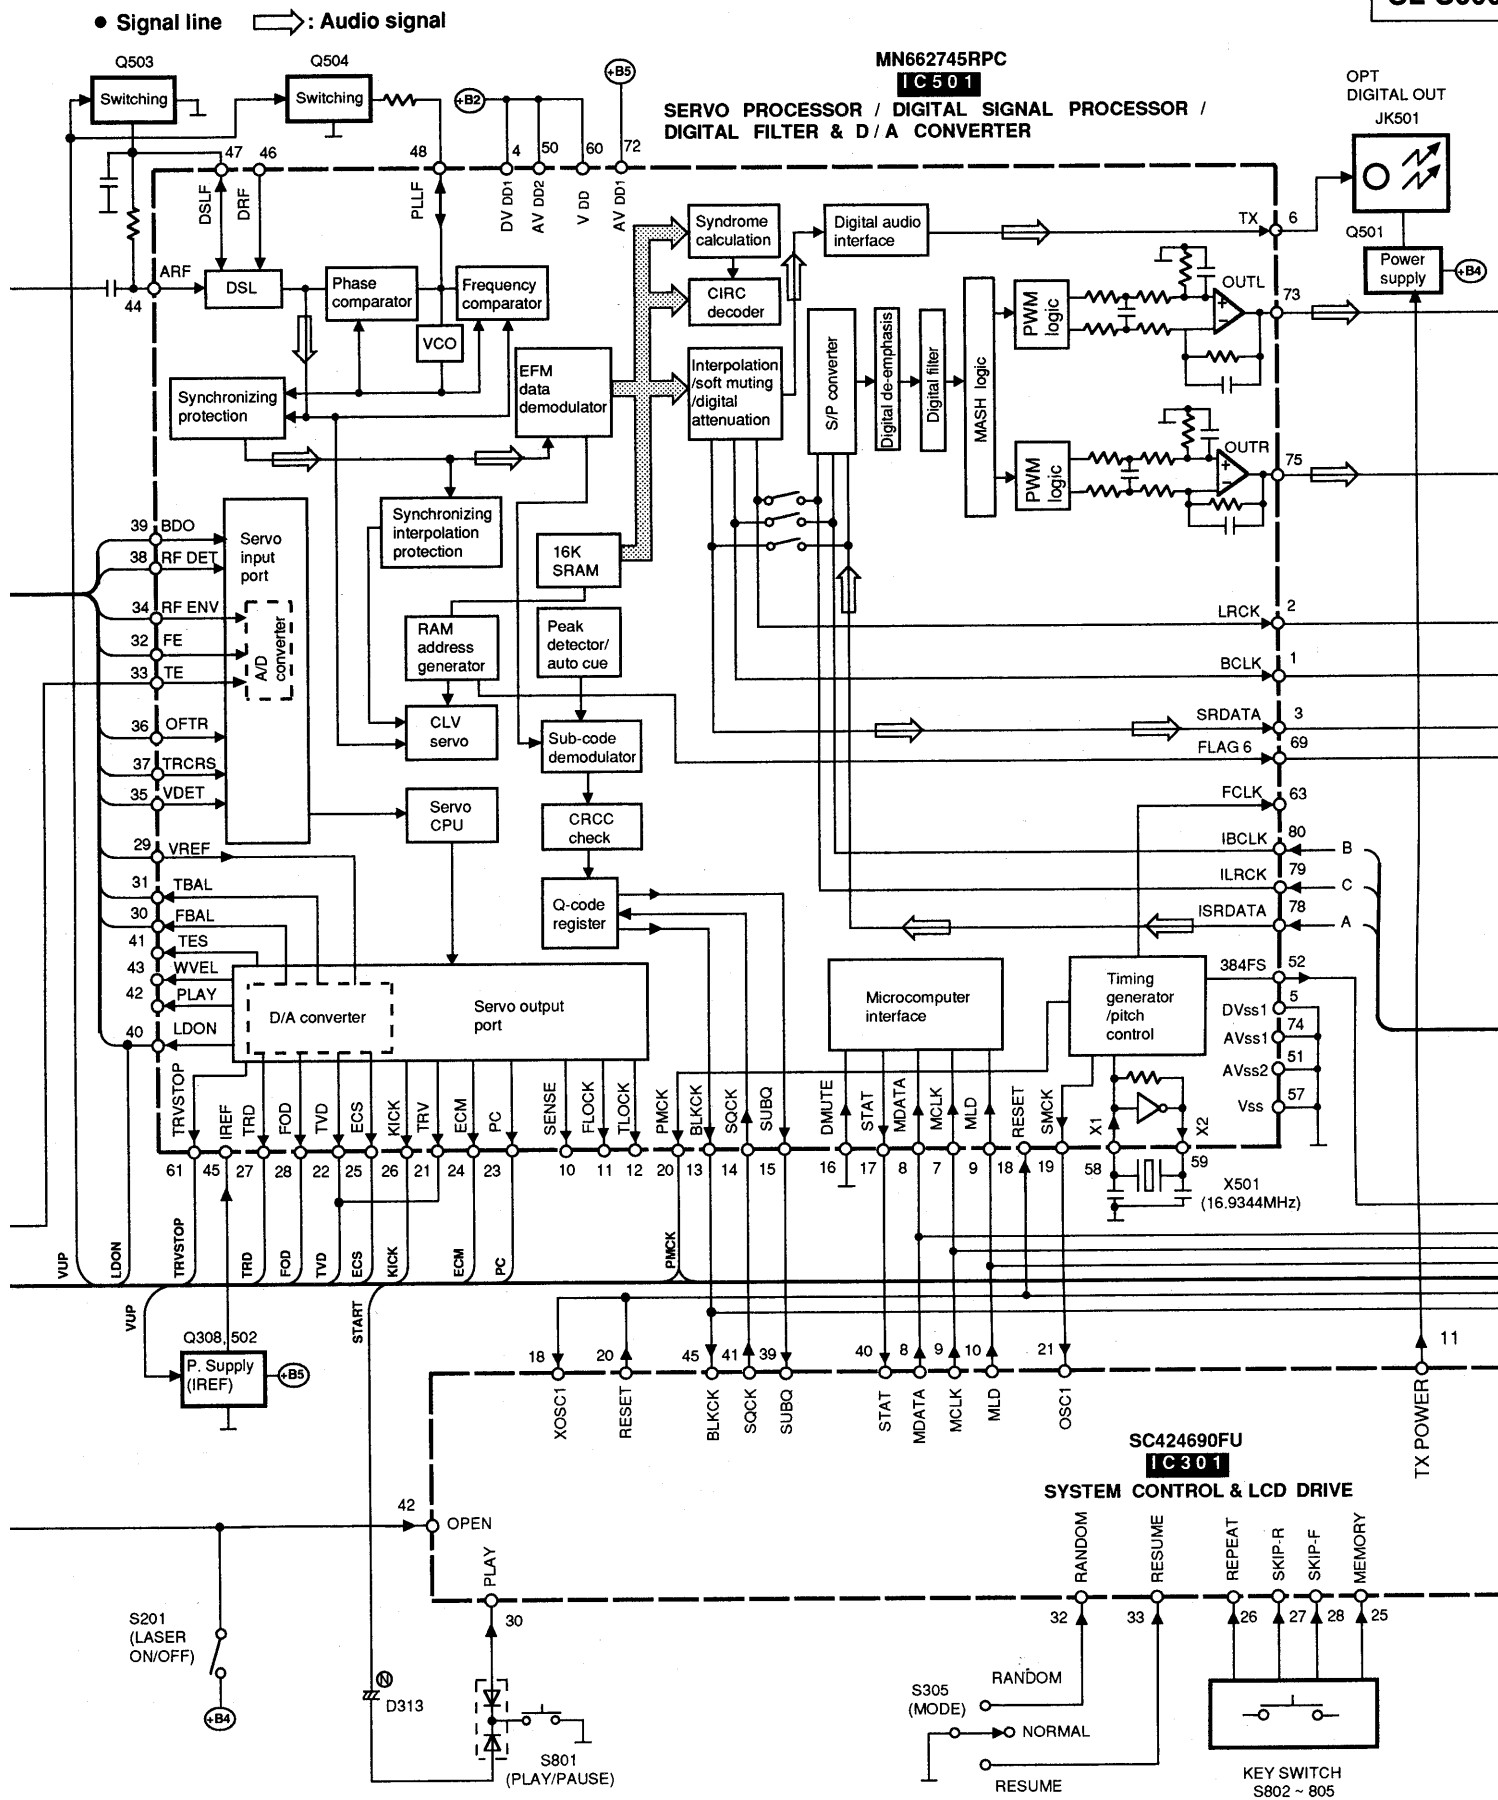 ● Signal line : Audio signal
Q503
Switching
Q504
Switching
+B2
+B5
MN662745RPC
IC501
SERVO PROCESSOR / DIGITAL SIGNAL PROCESSOR /
DIGITAL FILTER & D/A CONVERTER
OPT
DIGITAL OUT
JK501
47 46 48 4 50 60 72
DSLF
DRF
PLLF
DV DD1
AV DD2
V DD
AV DD1
Syndrome
calculation
Digital audio
interface
TX 6
Q501
Power
supply
+B4
ARF
44
DSL
Phase
comparator
Frequency
comparator
VCO
CIRC
decoder
OUTL
73
PWM
logic
EFM
data
demodulator
Interpolation
/soft muting
/digital
attenuation
S/P converter
Digital de-emphasis
Digital filter
MASH logic
Synchronizing
protection
OUTR
75
PWM
logic
Synchronizing
interpolation
protection
16K
SRAM
39 BDO
38 RF DET
34 RF ENV
32 FE
33 TE
36 OFTR
37 TRCRS
35 VDET
29 VREF
31 TBAL
30 FBAL
41 TES
43 WVEL
42 PLAY
40 LDON
Servo
input
port
A/D
converter
RAM
address
generator
Peak
detector/
auto cue
CLV
servo
Sub-code
demodulator
Servo
CPU
CRCC
check
Q-code
register
LRCK 2
BCLK 1
SRDATA 3
FLAG 6 69
FCLK 63
IBCLK 80 B
ILRCK 79 C
ISRDATA 78 A
384FS 52
DVss1 5
AVss1 74
AVss2 51
Vss 57
D/A converter
Servo output
port
Microcomputer
interface
Timing
generator
/pitch
control
TRVSTOP
IREF
TRD
FOD
TVD
ECS
KICK
TRV
ECM
PC
SENSE
FLOCK
TLOCK
PMCK
BLKCK
SQCK
SUBQ
DMUTE
STAT
MDATA
MCLK
MLD
RESET
SMCK
X1
X2
61 45 27 28 22 25 26 21 24 23 10 11 12 20 13 14 15 16 17 8 7 9 18 19 58 59
X501
(16.9344MHz)
VUP
LDON
TRVSTOP
TRD
FOD
TVD
ECS
KICK
ECM
PC
PMCK
VUP
START
Q308, 502
P. Supply
(IREF)
+B5
18 20 45 41 39 40 8 9 10 21 11
XOSC1
RESET
BLKCK
SQCK
SUBQ
STAT
MDATA
MCLK
MLD
OSC1
TX POWER
SC424690FU
IC301
SYSTEM CONTROL & LCD DRIVE
42
OPEN
PLAY
30
RANDOM
RESUME
REPEAT
SKIP-R
SKIP-F
MEMORY
32 33 26 27 28 25
S201
(LASER
ON/OFF)
+B4
N
D313
S801
(PLAY/PAUSE)
S305
(MODE)
RANDOM
NORMAL
RESUME
KEY SWITCH
S802 ~ 805